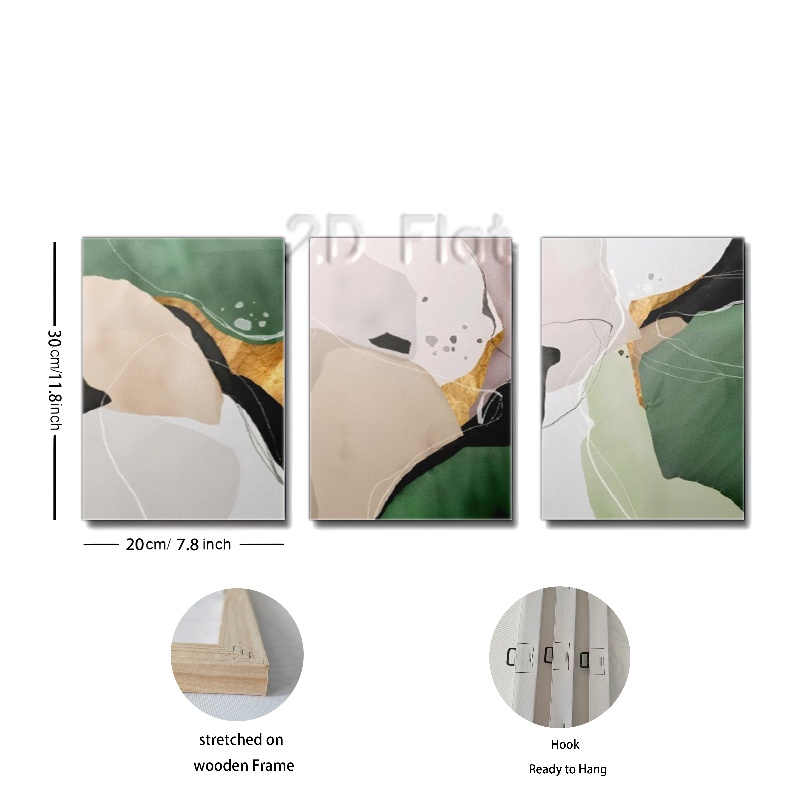 2D Flat
30cm/11.8inch
20cm/ 7.8 inch
stretched on
wooden Frame
Hook
Ready to Hang